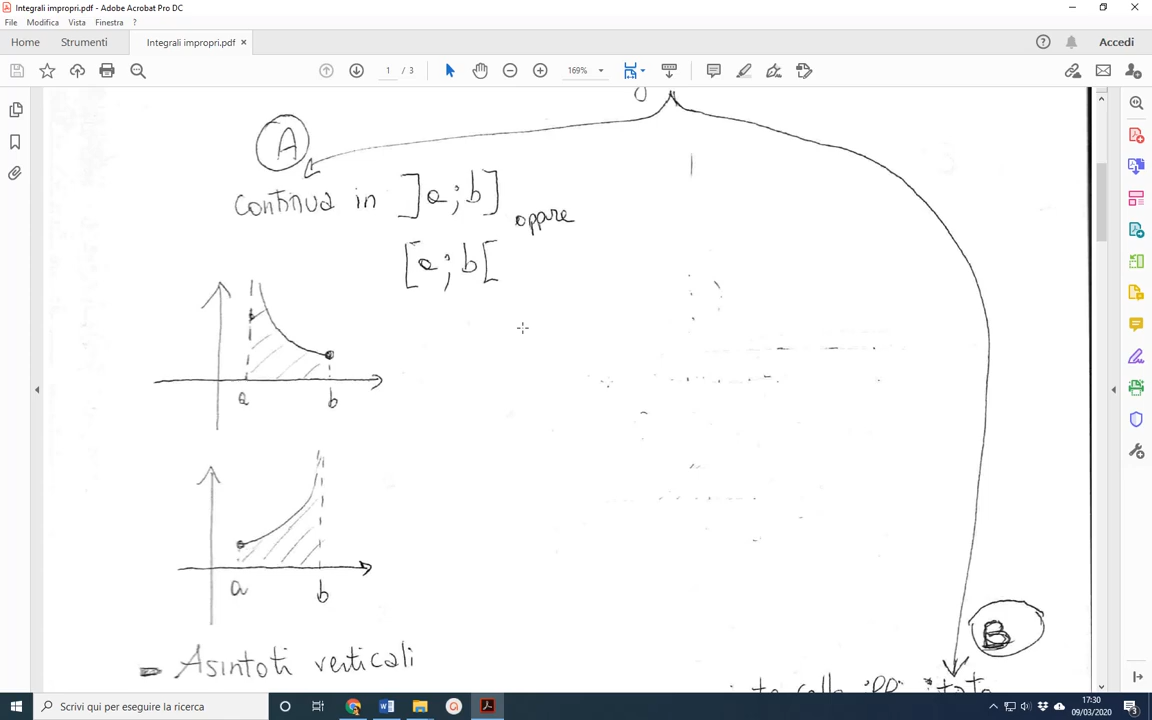 Integrali impropri.pdf - Adobe Acrobat Pro DC
File Modifica Vista Finestra ?
Home Strumenti Integrali impropri.pdf × Accedi
1 / 3 169%
A
continua in ]a;b] oppure
[a;b[
a b
a b
- Asintoti verticali
B
Scrivi qui per eseguire la ricerca
17:30
09/03/2020
3